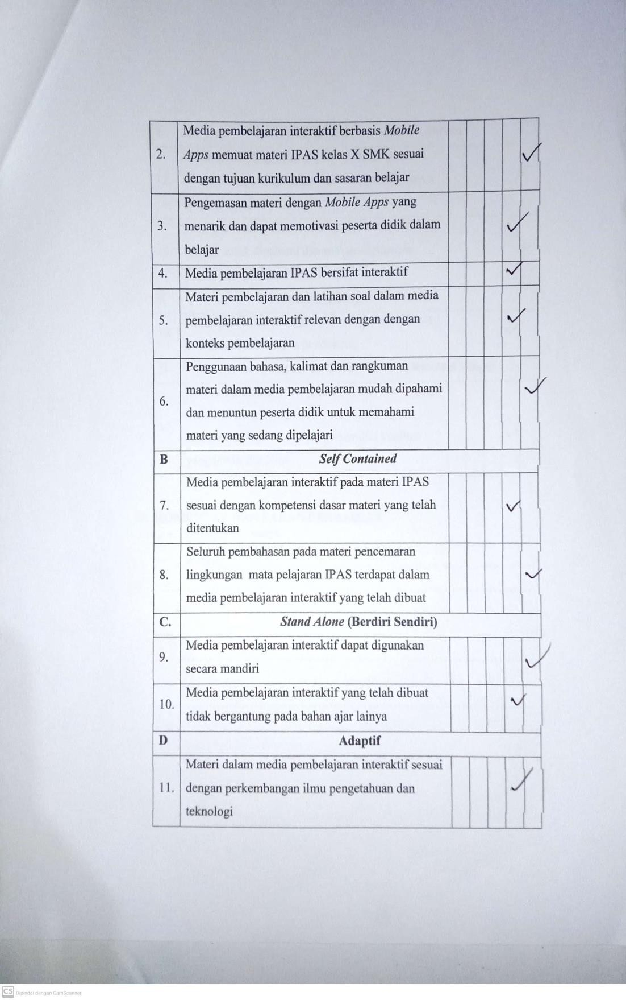 Media pembelajaran interaktif berbasis Mobile
2. Apps memuat materi IPAS kelas X SMK sesuai
dengan tujuan kurikulum dan sasaran belajar
Pengemasan materi dengan Mobile Apps yang
3. menarik dan dapat memotivasi peserta didik dalam
belajar
4. Media pembelajaran IPAS bersifat interaktif
Materi pembelajaran dan latihan soal dalam media
5. pembelajaran interaktif relevan dengan dengan
konteks pembelajaran
Penggunaan bahasa, kalimat dan rangkuman
materi dalam media pembelajaran mudah dipahami
6.
dan menuntun peserta didik untuk memahami
materi yang sedang dipelajari
B Self Contained
Media pembelajaran interaktif pada materi IPAS
7. sesuai dengan kompetensi dasar materi yang telah
ditentukan
Seluruh pembahasan pada materi pencemaran
8. lingkungan mata pelajaran IPAS terdapat dalam
media pembelajaran interaktif yang telah dibuat
C. Stand Alone (Berdiri Sendiri)
Media pembelajaran interaktif dapat digunakan
9.
secara mandiri
Media pembelajaran interaktif yang telah dibuat
10.
tidak bergantung pada bahan ajar lainya
D Adaptif
Materi dalam media pembelajaran interaktif sesuai
11. dengan perkembangan ilmu pengetahuan dan
teknologi
CS Dipindai dengan CamScanner